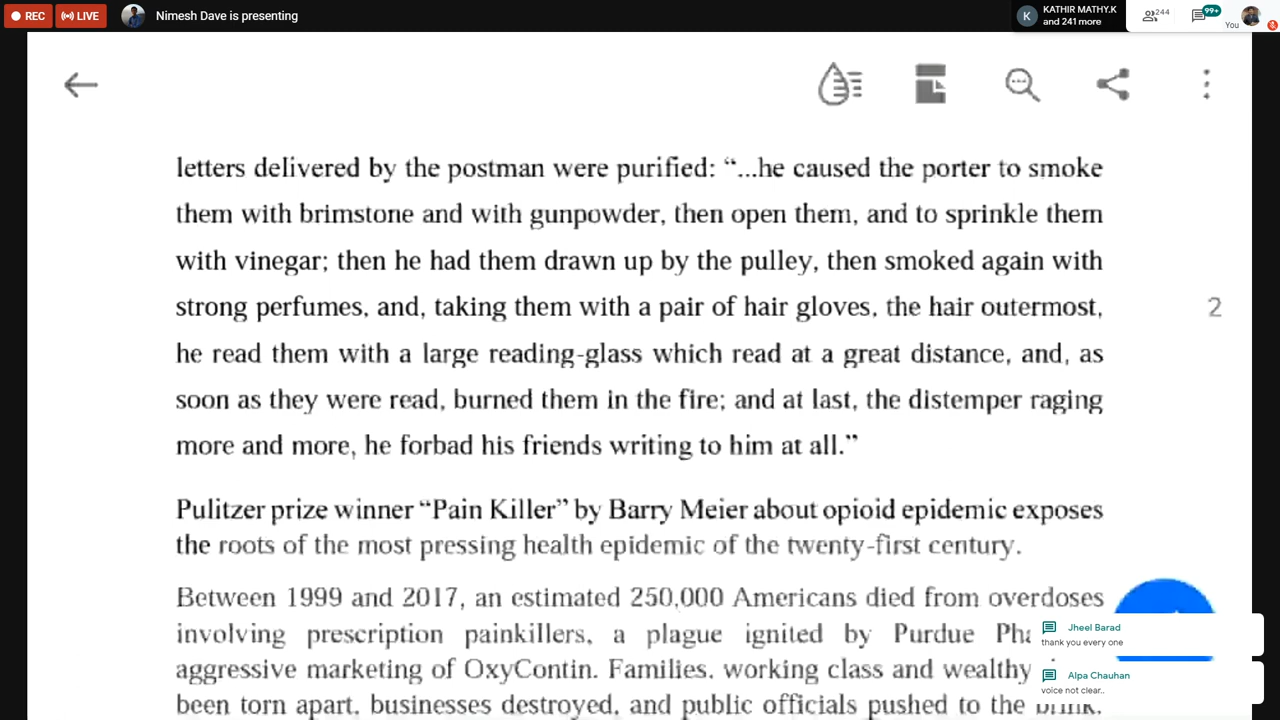 REC
LIVE
Nimesh Dave is presenting
K
KATHIR MATHY.K
and 241 more
244
99+
You
letters delivered by the postman were purified: “...he caused the porter to smoke
them with brimstone and with gunpowder, then open them, and to sprinkle them
with vinegar; then he had them drawn up by the pulley, then smoked again with
strong perfumes, and, taking them with a pair of hair gloves, the hair outermost,
he read them with a large reading-glass which read at a great distance, and, as
soon as they were read, burned them in the fire; and at last, the distemper raging
more and more, he forbad his friends writing to him at all.”
2
Pulitzer prize winner “Pain Killer” by Barry Meier about opioid epidemic exposes
the roots of the most pressing health epidemic of the twenty-first century.
Between 1999 and 2017, an estimated 250,000 Americans died from overdoses
involving prescription painkillers, a plague ignited by Purdue Pha
aggressive marketing of OxyContin. Families, working class and wealthy
been torn apart, businesses destroyed, and public officials pushed to the brink.
Jheel Barad
thank you every one
Alpa Chauhan
voice not clear..